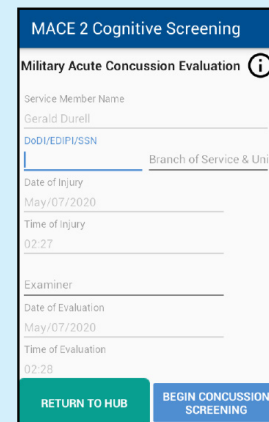 MACE 2 Cognitive Screening
Military Acute Concussion Evaluation
Service Member Name
Gerald Durell
DoDI/EDIPI/SSN
Branch of Service & Uni
Date of Injury
May/07/2020
Time of Injury
02:27
Examiner
Date of Evaluation
May/07/2020
Time of Evaluation
02:28
RETURN TO HUB
BEGIN CONCUSSION
SCREENING